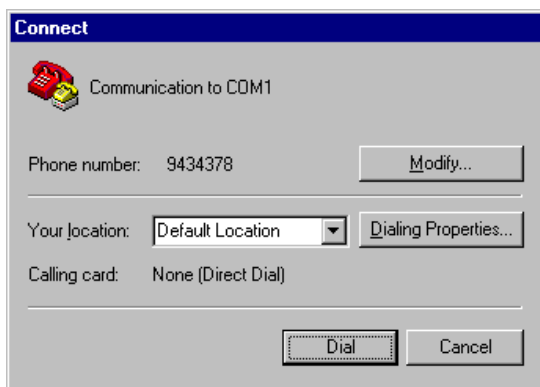 Connect
Communication to COM1
Phone number: 9434378 Modify...
Your location: Default Location Dialing Properties...
Calling card: None (Direct Dial)
Dial Cancel